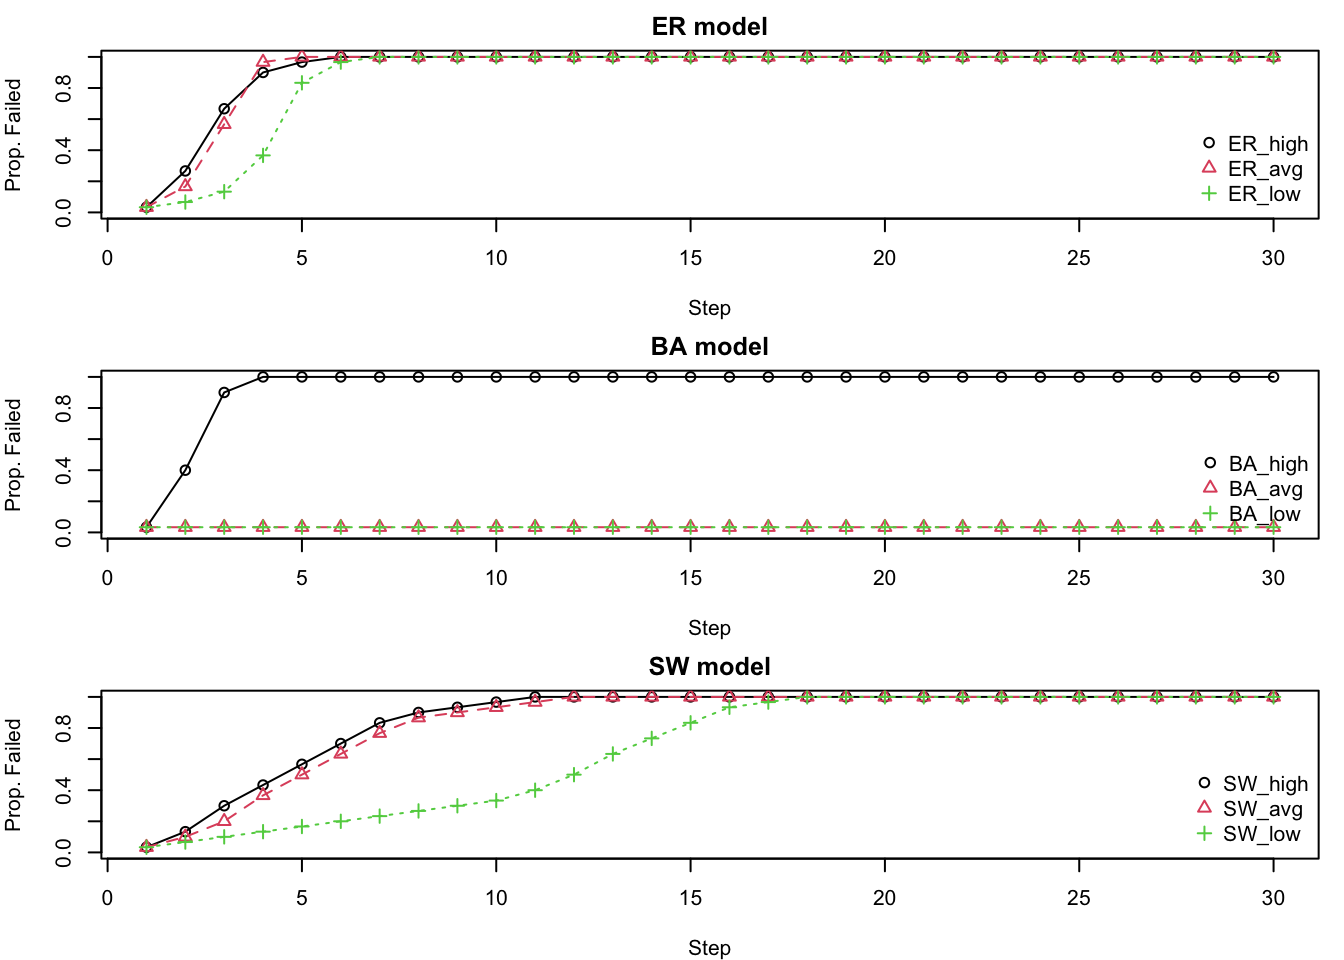 ER model
Prop. Failed
0.8
0.4
0.0
ER_high
ER_avg
ER_low
0 5 10 15 20 25 30
Step
BA model
Prop. Failed
0.8
0.4
0.0
BA_high
BA_avg
BA_low
0 5 10 15 20 25 30
Step
SW model
Prop. Failed
0.8
0.4
0.0
SW_high
SW_avg
SW_low
0 5 10 15 20 25 30
Step